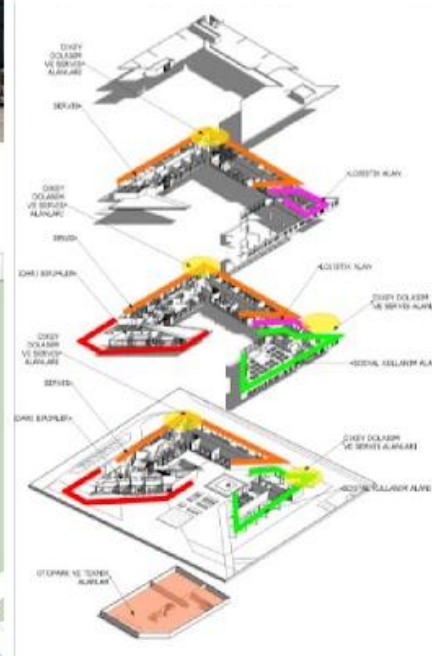 DİKEY
DOLAŞIM
VE SERVİS
ALANLARI
SERVİS
LOJİSTİK ALAN
DİKEY
DOLAŞIM
VE SERVİS
ALANLARI
SERVİS
LOJİSTİK ALAN
İDARİ BİRİMLER
DİKEY DOLAŞIM
VE SERVİS ALANI
DİKEY
DOLAŞIM
VE SERVİS
ALANLARI
SOSYAL KULLANIM ALA
SERVİS
İDARİ BİRİMLER
DİKEY DOLAŞIM
VE SERVİS ALANLARI
SOSYAL KULLANIM ALANI
OTOPARK VE TEKNİK
ALANLAR